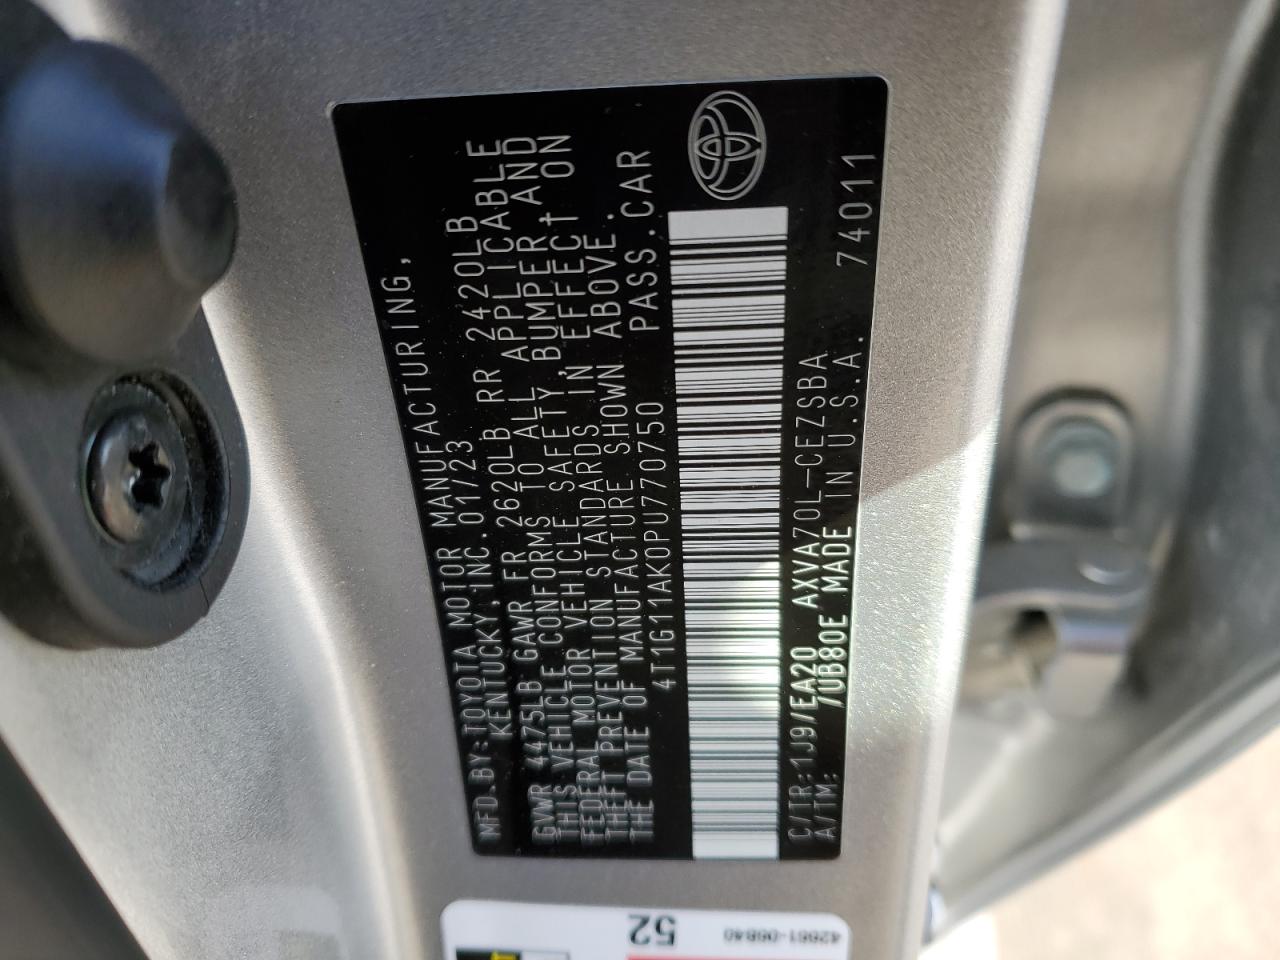 MFD.BY:TOYOTA MOTOR MANUFACTURING,
KENTUCKY,INC. 01/23
GVWR 4475LB GAWR FR 2620LB RR 2420LB
THIS VEHICLE CONFORMS TO ALL APPLICABLE
FEDERAL MOTOR VEHICLE SAFETY,BUMPER,AND
THEFT PREVENTION STANDARDS IN EFFECT ON
THE DATE OF MANUFACTURE SHOWN ABOVE.
4T1G11AK0PU770750 PASS.CAR
C/TR:1J9/EA20 AXVA70L-CEZSBA
A/TM: /UB80E MADE IN U.S.A. 74011
52
42661-06B40